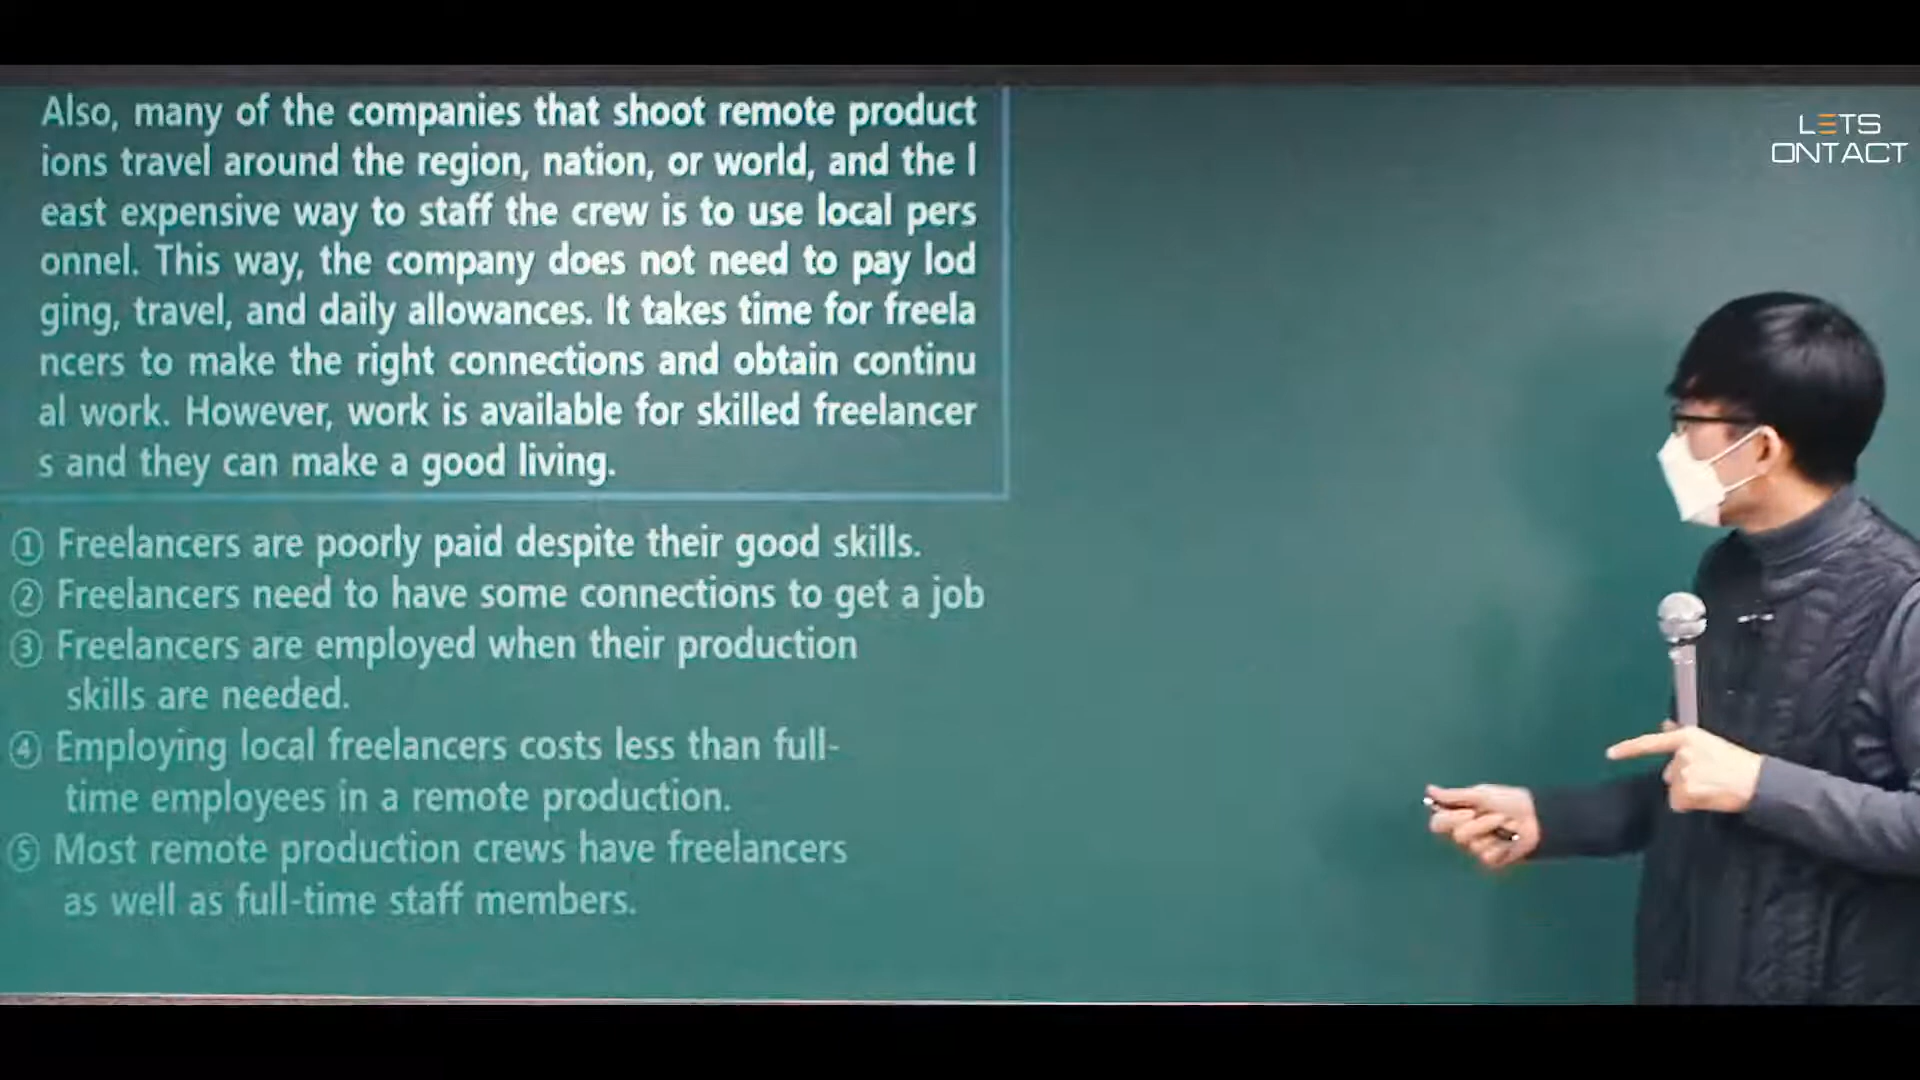 Also, many of the companies that shoot remote product
ions travel around the region, nation, or world, and the l
east expensive way to staff the crew is to use local pers
onnel. This way, the company does not need to pay lod
ging, travel, and daily allowances. It takes time for freela
ncers to make the right connections and obtain continu
al work. However, work is available for skilled freelancer
s and they can make a good living.
① Freelancers are poorly paid despite their good skills.
② Freelancers need to have some connections to get a job
③ Freelancers are employed when their production
skills are needed.
④ Employing local freelancers costs less than full-
time employees in a remote production.
⑤ Most remote production crews have freelancers
as well as full-time staff members.
LETS
ONTACT